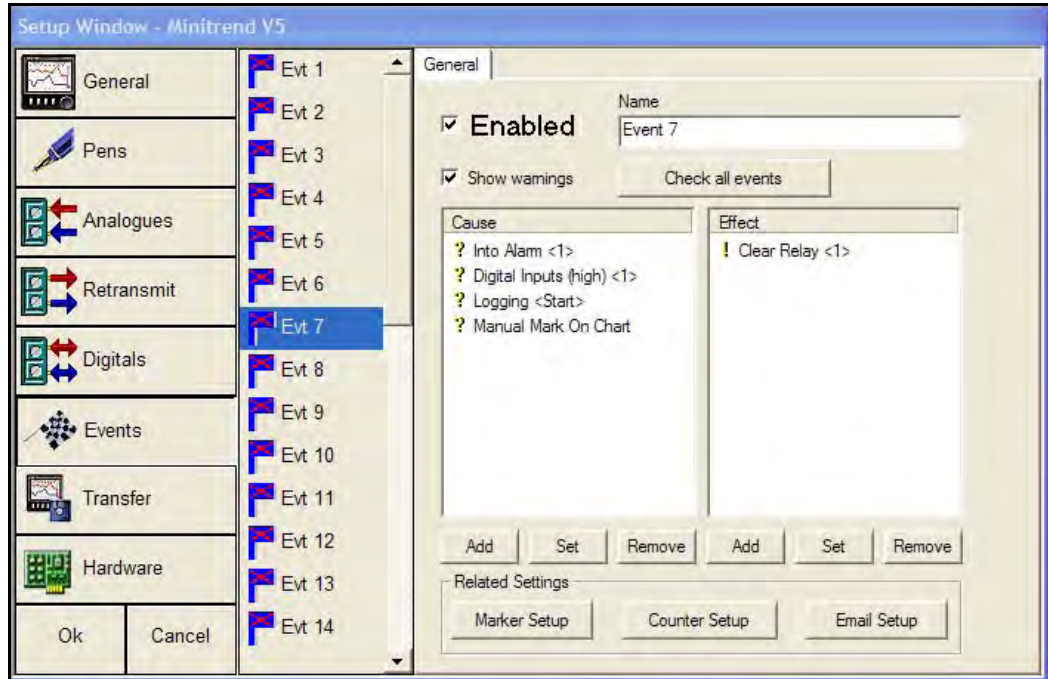 Setup Window - Minitrend V5
General
Pens
Analogues
Retransmit
Digitals
Events
Transfer
Hardware
Ok
Cancel
Evt 1
Evt 2
Evt 3
Evt 4
Evt 5
Evt 6
Evt 7
Evt 8
Evt 9
Evt 10
Evt 11
Evt 12
Evt 13
Evt 14
General
Enabled
Name
Event 7
Show warnings
Check all events
Cause
? Into Alarm <1>
? Digital Inputs (high) <1>
? Logging <Start>
? Manual Mark On Chart
Effect
! Clear Relay <1>
Add
Set
Remove
Add
Set
Remove
Related Settings
Marker Setup
Counter Setup
Email Setup